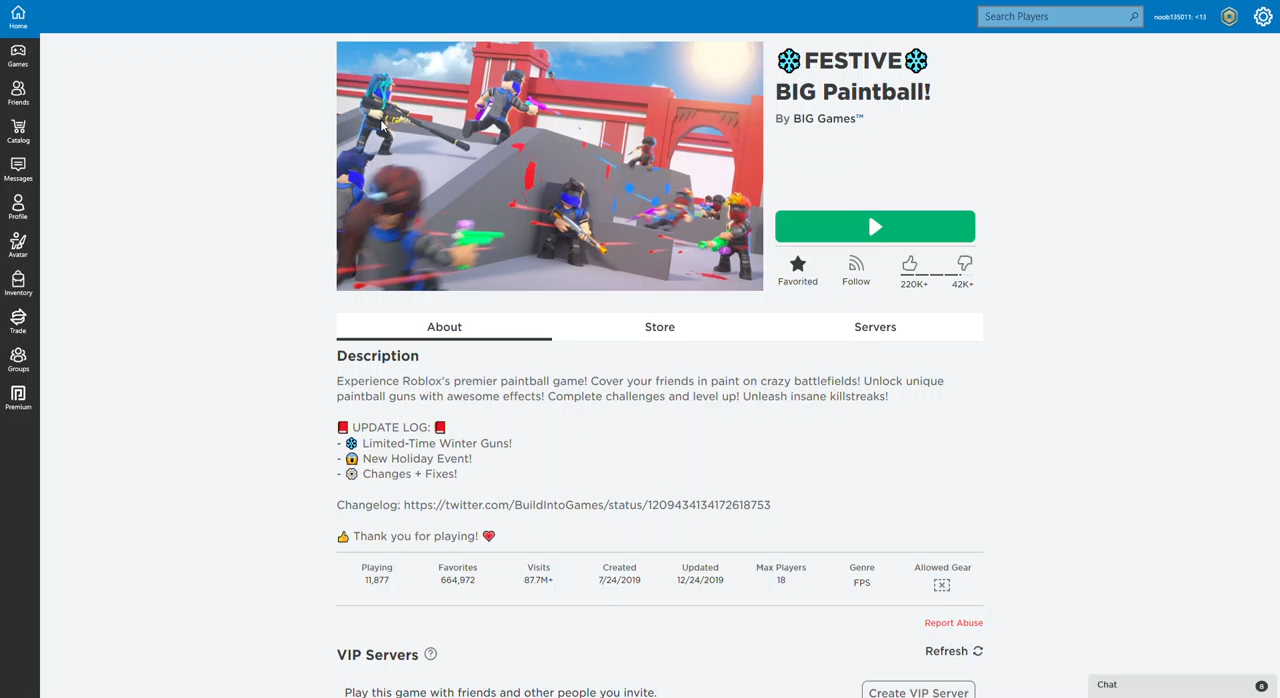 Home
Search Players
noob135011: <13
Games
Friends
Catalog
Messages
Profile
Avatar
Inventory
Trade
Groups
Premium
❄FESTIVE❄
BIG Paintball!
By BIG Games™
Favorited
Follow
220K+
42K+
About
Store
Servers
Description
Experience Roblox's premier paintball game! Cover your friends in paint on crazy battlefields! Unlock unique
paintball guns with awesome effects! Complete challenges and level up! Unleash insane killstreaks!
📕 UPDATE LOG: 📕
- ❄ Limited-Time Winter Guns!
- 😱 New Holiday Event!
- ⚙ Changes + Fixes!
Changelog: https://twitter.com/BuildIntoGames/status/1209434134172618753
👍 Thank you for playing! ❤
Playing Favorites Visits Created Updated Max Players Genre Allowed Gear
11,877 664,972 87.7M+ 7/24/2019 12/24/2019 18 FPS
Report Abuse
VIP Servers
Refresh
Play this game with friends and other people you invite.
Create VIP Server
Chat
8